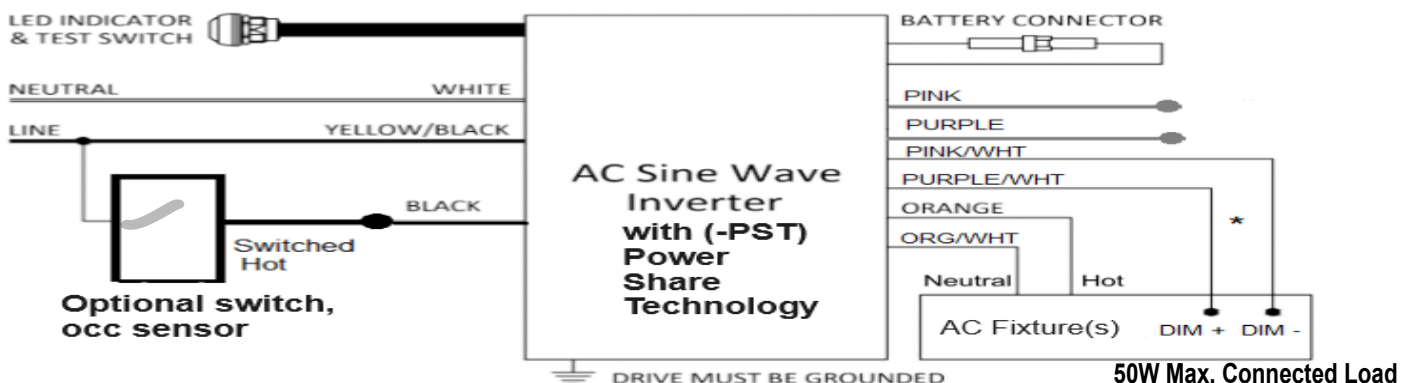 LED INDICATOR
& TEST SWITCH
BATTERY CONNECTOR
NEUTRAL
WHITE
LINE
YELLOW/BLACK
BLACK
Switched
Hot
Optional switch,
occ sensor
AC Sine Wave
Inverter
with (-PST)
Power
Share
Technology
PINK
PURPLE
PINK/WHT
PURPLE/WHT
ORANGE
ORG/WHT
*
Neutral
Hot
AC Fixture(s)
DIM +
DIM -
DRIVE MUST BE GROUNDED
50W Max. Connected Load